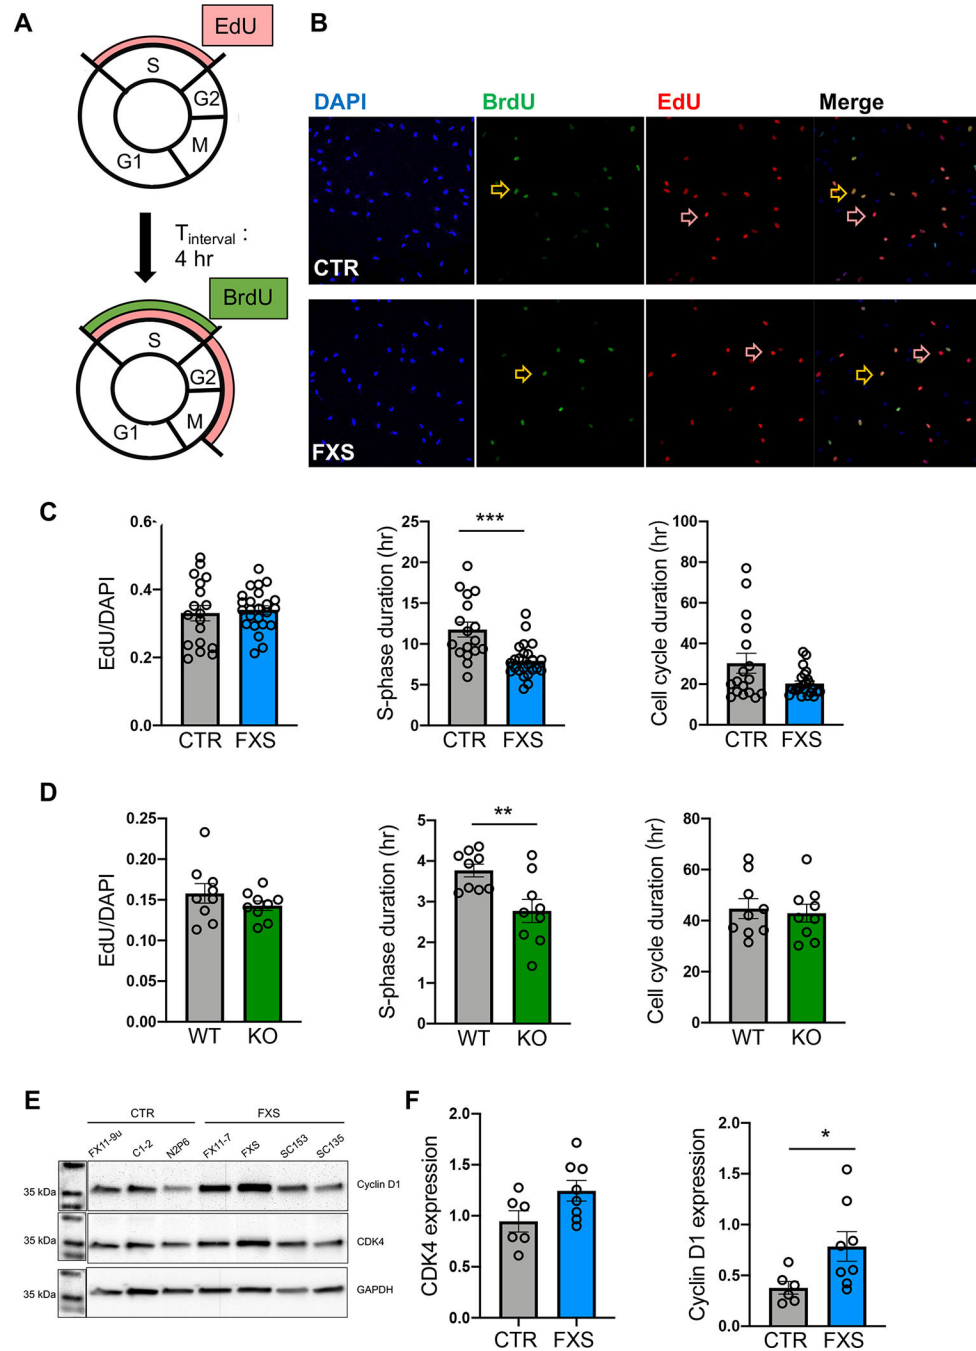 A
EdU
S
G2
M
G1
T interval :
4 hr
BrdU
S
G2
M
G1
B
DAPI
BrdU
EdU
Merge
CTR
FXS
C
EdU/DAPI
0.6
0.4
0.2
0.0
CTR
FXS
S-phase duration (hr)
25
20
15
10
5
0
***
CTR
FXS
Cell cycle duration (hr)
100
80
60
40
20
0
CTR
FXS
D
EdU/DAPI
0.25
0.20
0.15
0.10
0.05
0.00
WT
KO
S-phase duration (hr)
5
4
3
2
1
0
**
WT
KO
Cell cycle duration (hr)
80
60
40
20
0
WT
KO
E
CTR
FXS
FX11-9u
C1-2
N2P6
FX11-7
FXS
SC153
SC135
35 kDa
Cyclin D1
35 kDa
CDK4
35 kDa
GAPDH
F
CDK4 expression
2.0
1.5
1.0
0.5
0.0
CTR
FXS
Cyclin D1 expression
2.0
1.5
1.0
0.5
0.0
*
CTR
FXS